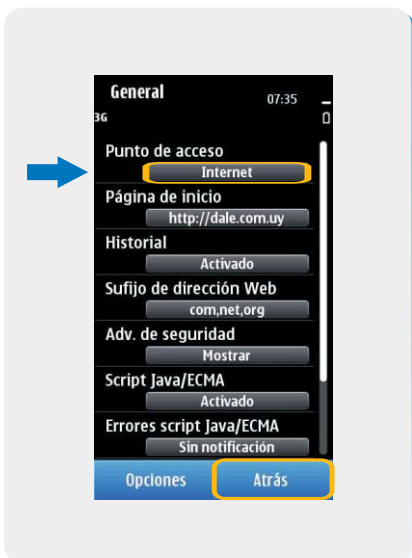 General
07:35
3G
Punto de acceso
Internet
Página de inicio
http://dale.com.uy
Historial
Activado
Sufijo de dirección Web
com,net,org
Adv. de seguridad
Mostrar
Script Java/ECMA
Activado
Errores script Java/ECMA
Sin notificación
Opciones Atrás